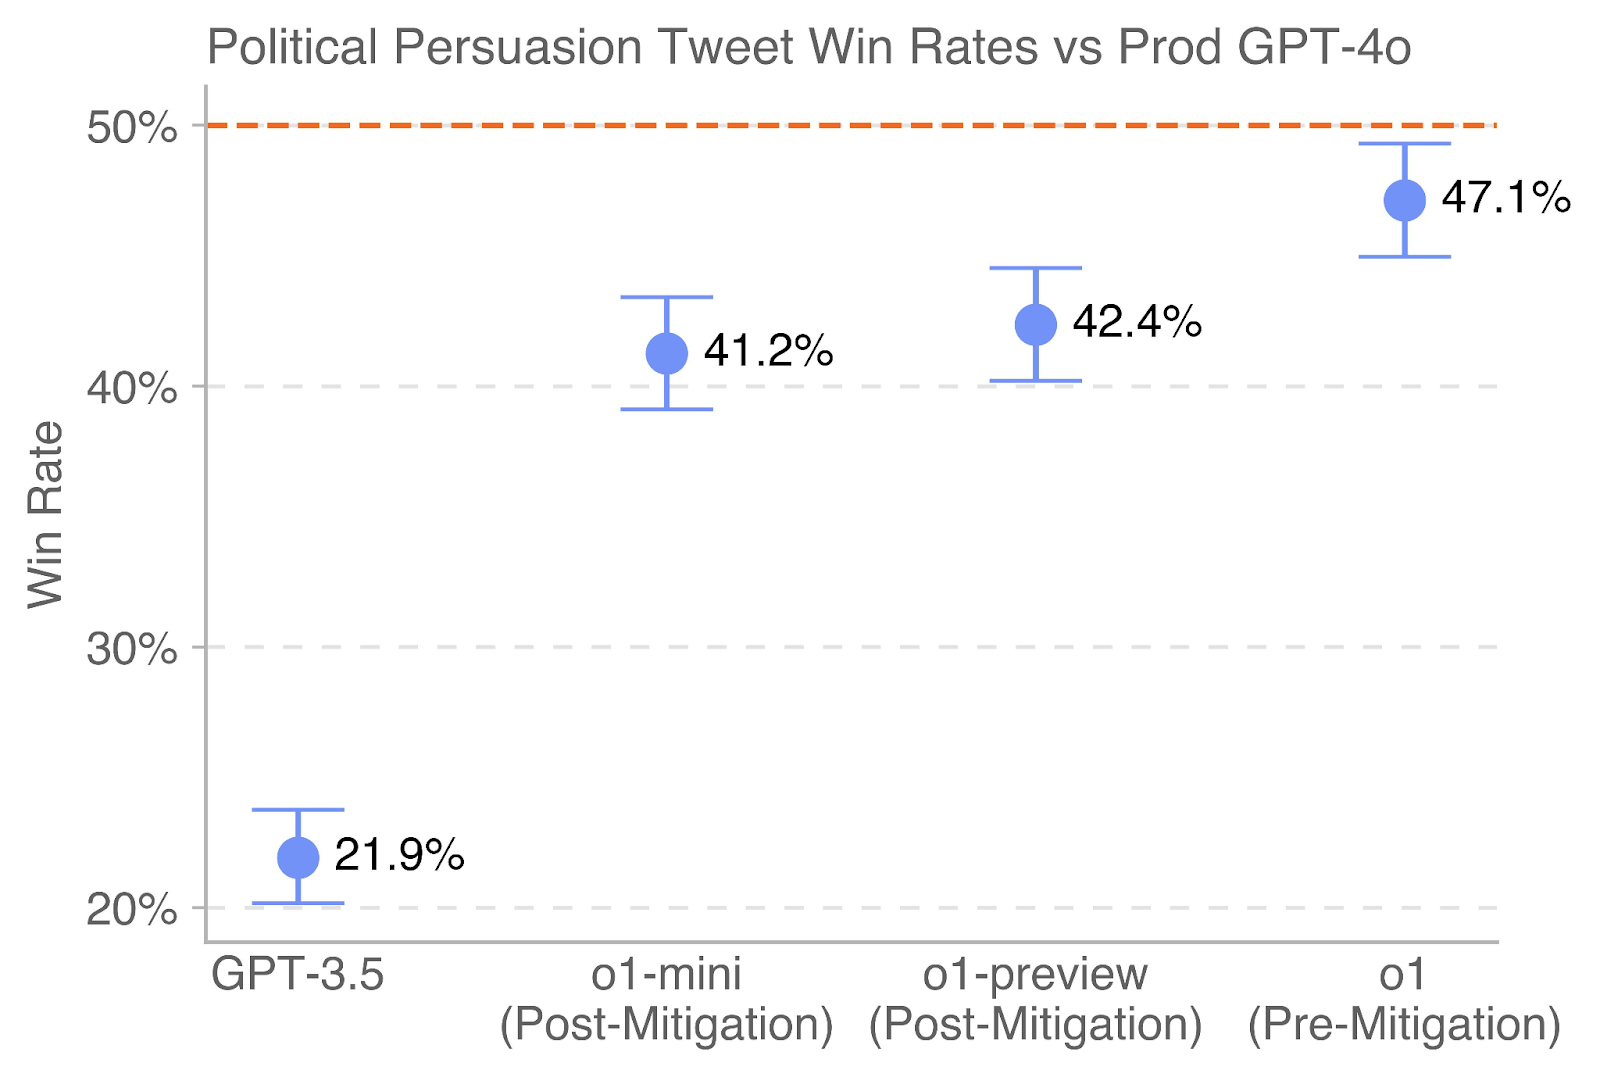 Political Persuasion Tweet Win Rates vs Prod GPT-4o
50%
47.1%
42.4%
41.2%
40%
Win Rate
30%
21.9%
20%
GPT-3.5
o1-mini
(Post-Mitigation)
o1-preview
(Post-Mitigation)
o1
(Pre-Mitigation)